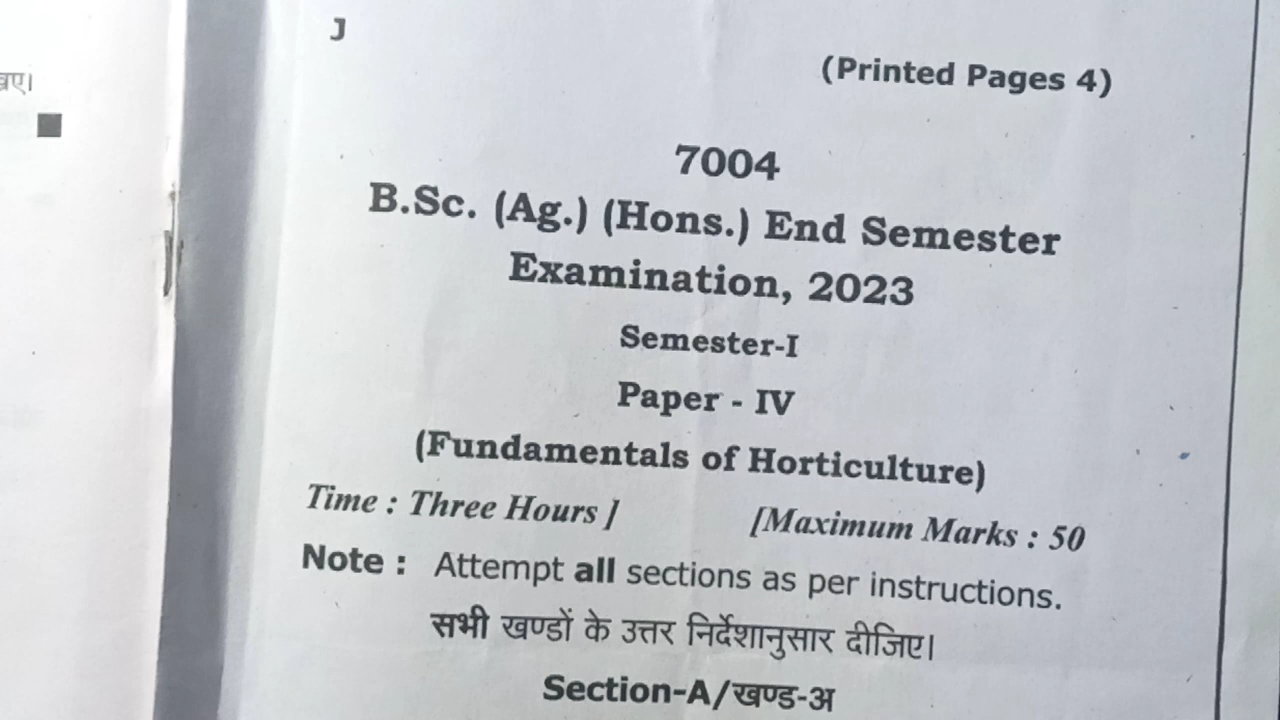 J
(Printed Pages 4)
7004
B.Sc. (Ag.) (Hons.) End Semester
Examination, 2023
Semester-I
Paper - IV
(Fundamentals of Horticulture)
Time : Three Hours ] [Maximum Marks : 50
Note : Attempt all sections as per instructions.
सभी खण्डों के उत्तर निर्देशानुसार दीजिए।
Section-A/खण्ड-अ